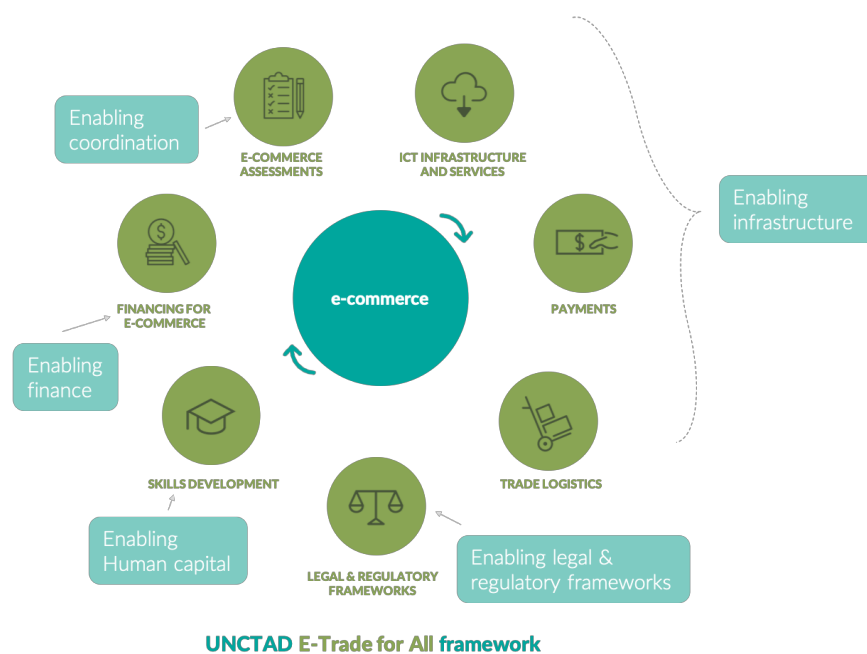 Enabling
coordination
E-COMMERCE
ASSESSMENTS
ICT INFRASTRUCTURE
AND SERVICES
Enabling
infrastructure
$
FINANCING FOR
E-COMMERCE
e-commerce
$
PAYMENTS
Enabling
finance
SKILLS DEVELOPMENT
TRADE LOGISTICS
Enabling
Human capital
LEGAL & REGULATORY
FRAMEWORKS
Enabling legal &
regulatory frameworks
UNCTAD E-Trade for All framework